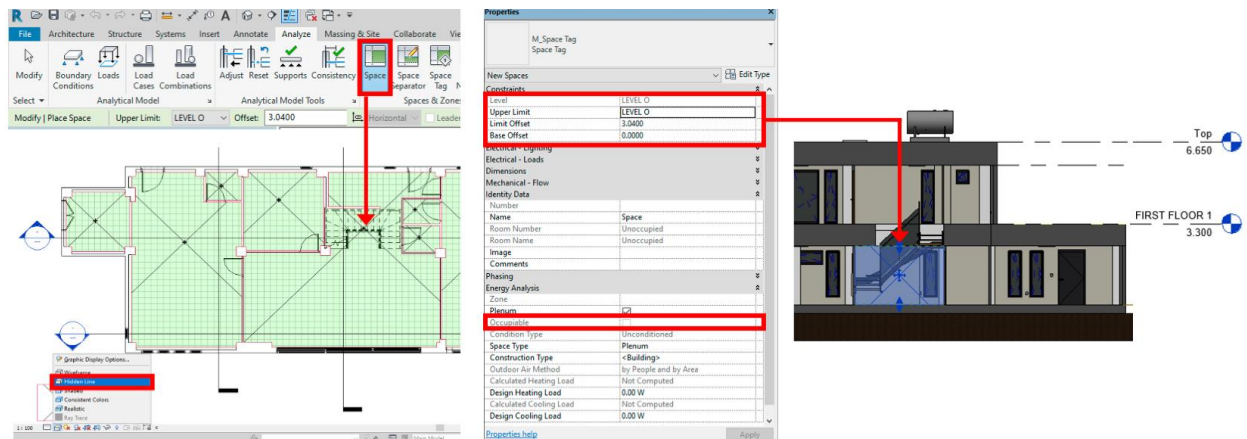 R
A
File Architecture Structure Systems Insert Annotate Analyze Massing & Site Collaborate Vie
Modify Boundary Conditions Loads Load Cases Load Combinations Adjust Reset Supports Consistency Space Space Separator Space Tag N
Select Analytical Model Analytical Model Tools Spaces & Zones
Modify | Place Space Upper Limit: LEVEL O Offset: 3.0400 Horizontal Leader
Graphic Display Options...
Wireframe
Hidden Line
Shaded
Consistent Colors
Realistic
Ray Trace
1 : 100
Main Model
Properties X
M_Space Tag
Space Tag
New Spaces Edit Type
Constraints
Level LEVEL O
Upper Limit LEVEL O
Limit Offset 3.0400
Base Offset 0.0000
Electrical - Lighting
Electrical - Loads
Dimensions
Mechanical - Flow
Identity Data
Number
Name Space
Room Number Unoccupied
Room Name Unoccupied
Image
Comments
Phasing
Energy Analysis
Zone
Plenum
Occupiable
Condition Type Unconditioned
Space Type Plenum
Construction Type <Building>
Outdoor Air Method by People and by Area
Calculated Heating Load Not Computed
Design Heating Load 0.00 W
Calculated Cooling Load Not Computed
Design Cooling Load 0.00 W
Properties help Apply
Top
6.650
FIRST FLOOR 1
3.300